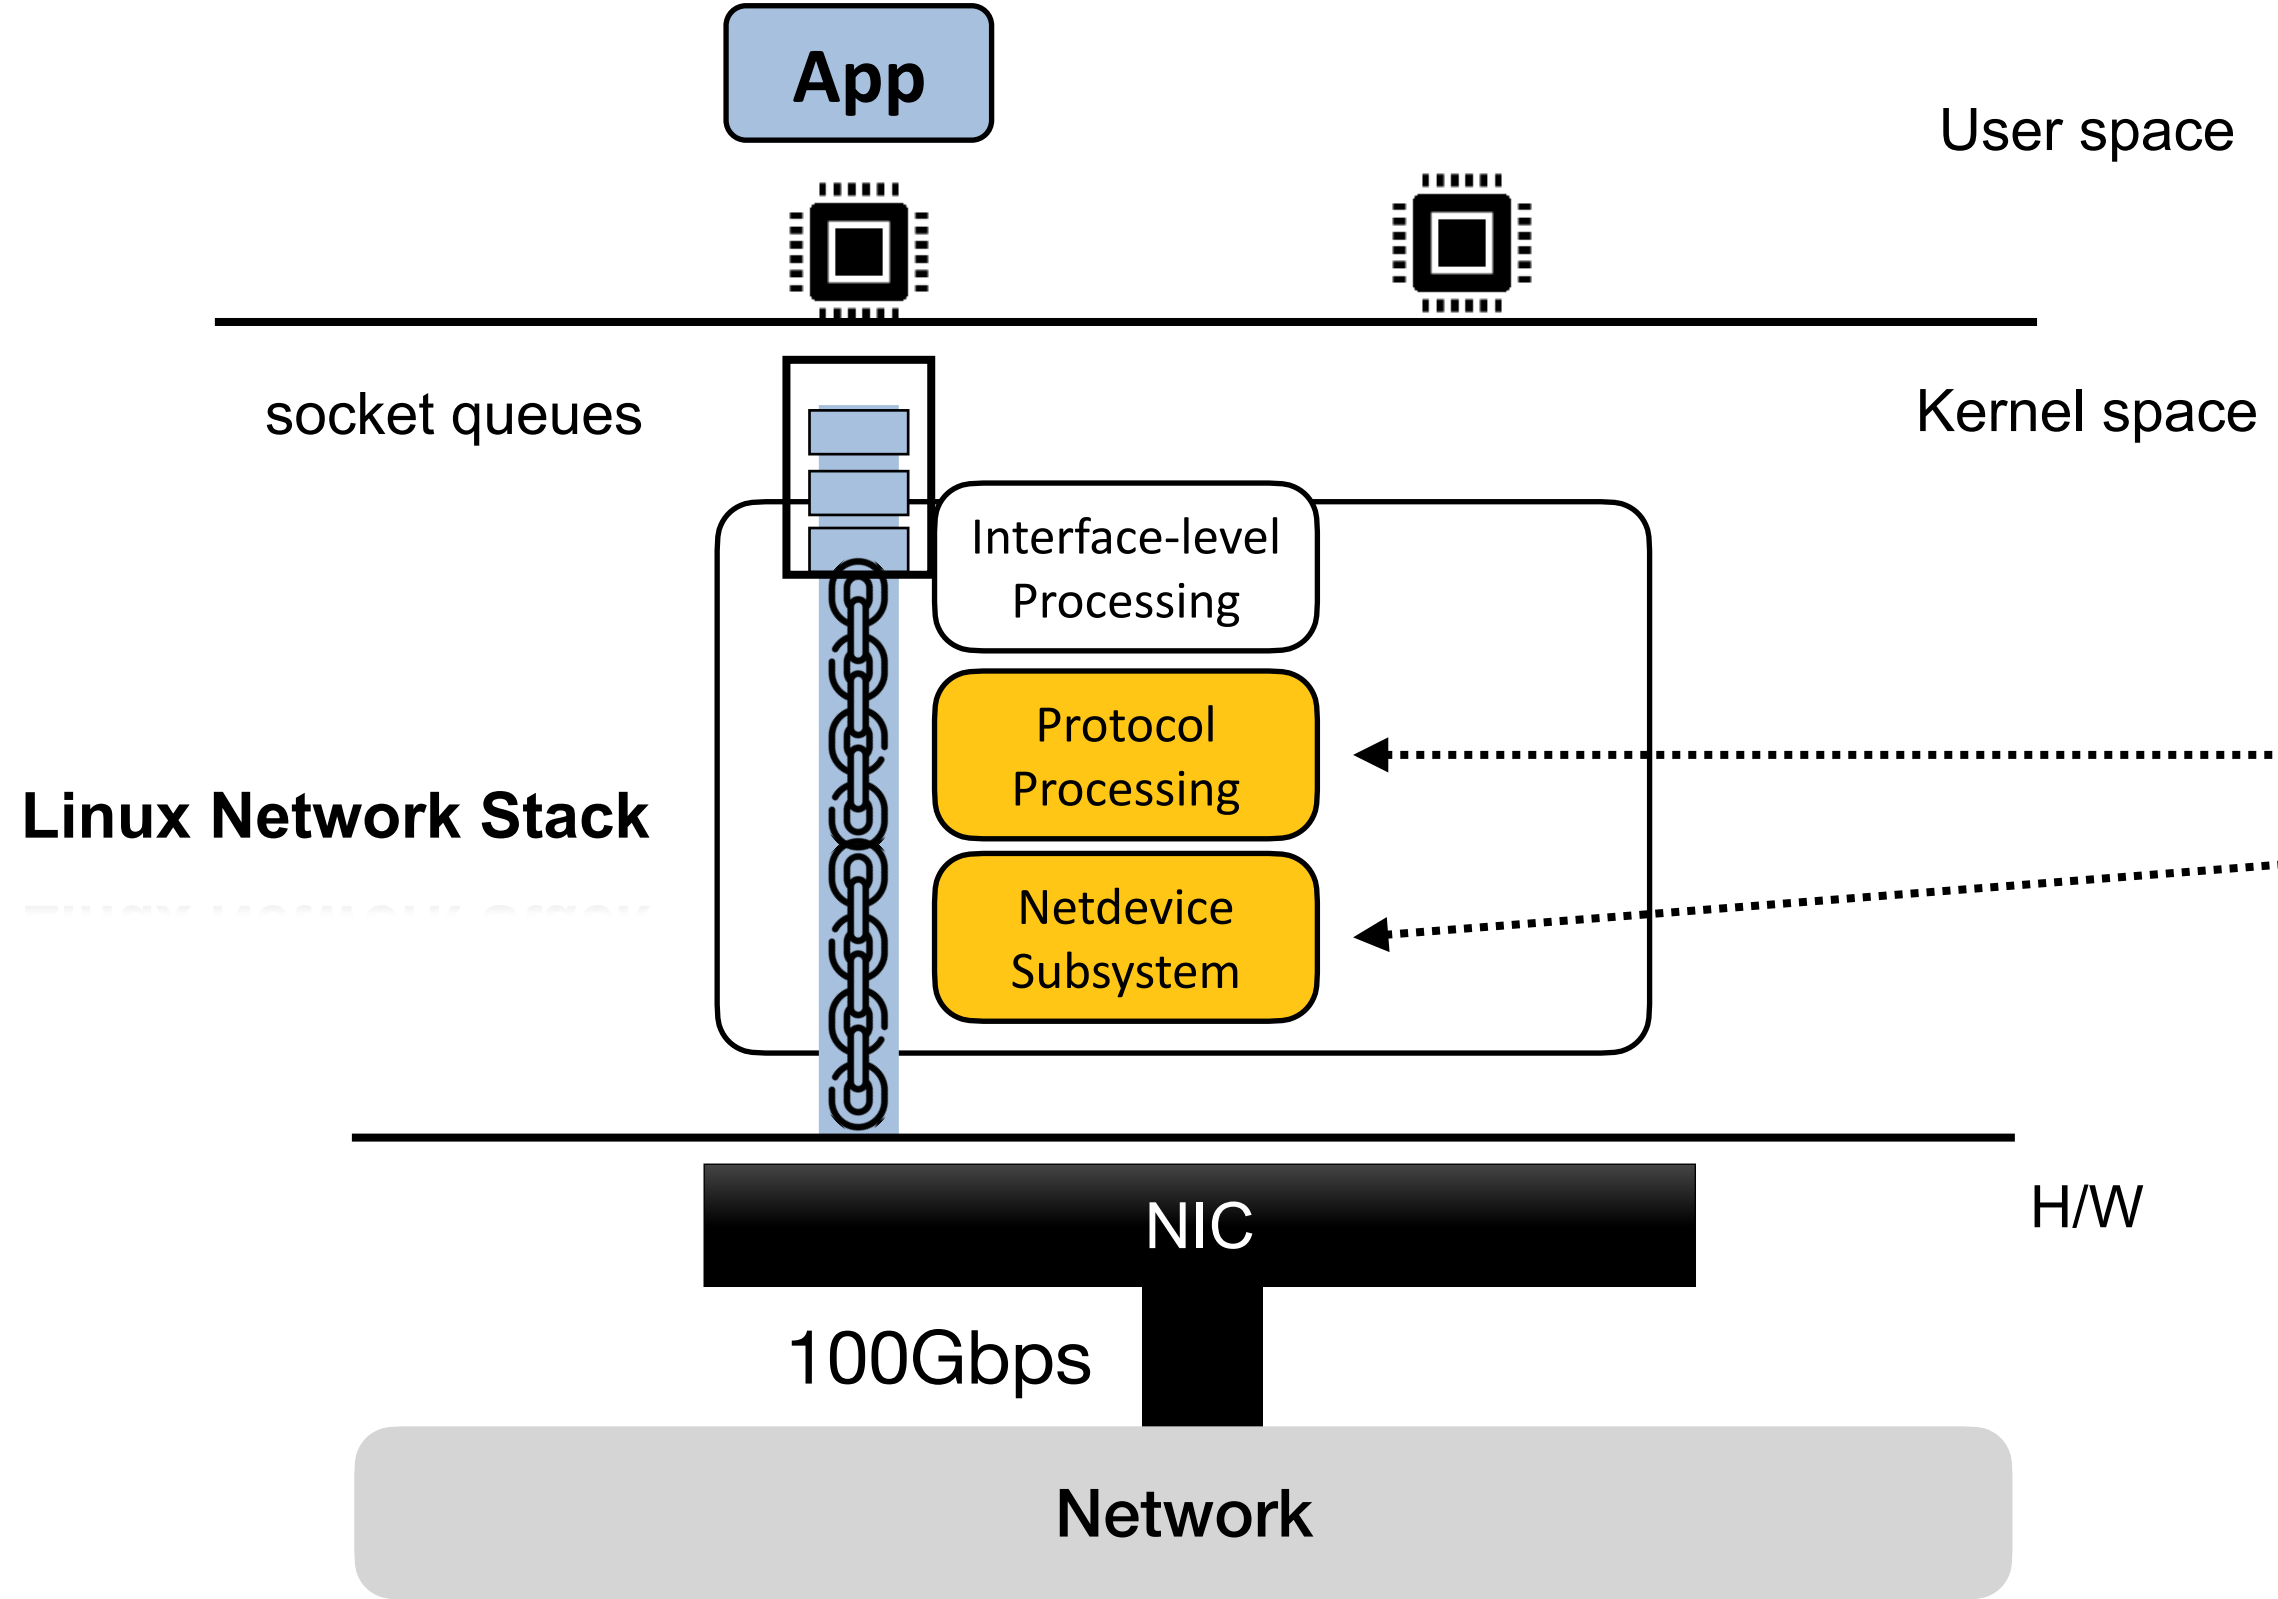 App
User space
socket queues
Kernel space
Interface-level
Processing
Protocol
Processing
Linux Network Stack
Netdevice
Subsystem
NIC
H/W
100Gbps
Network